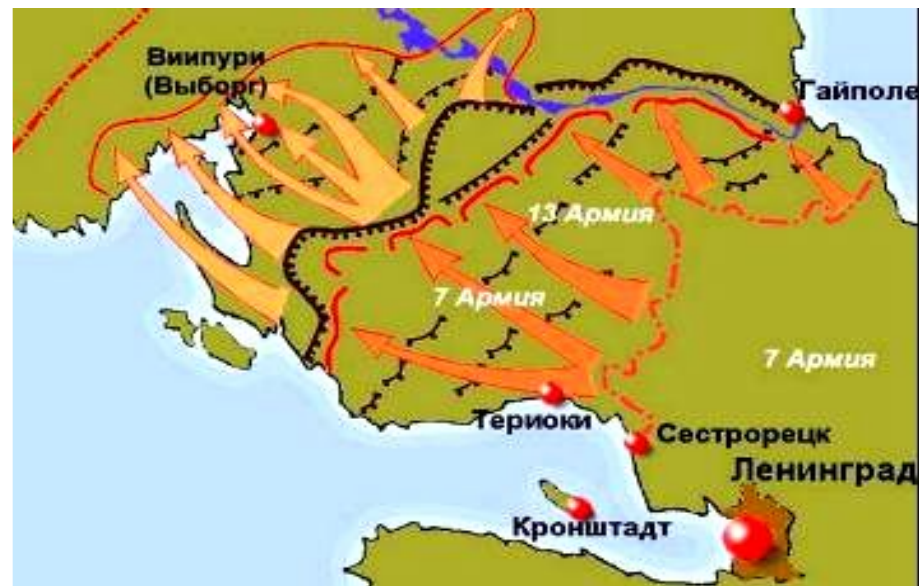 Виипури
(Выборг)
Гайполе
13 Армия
7 Армия
7 Армия
Териоки
Сестрорецк
Ленинград
Кронштадт